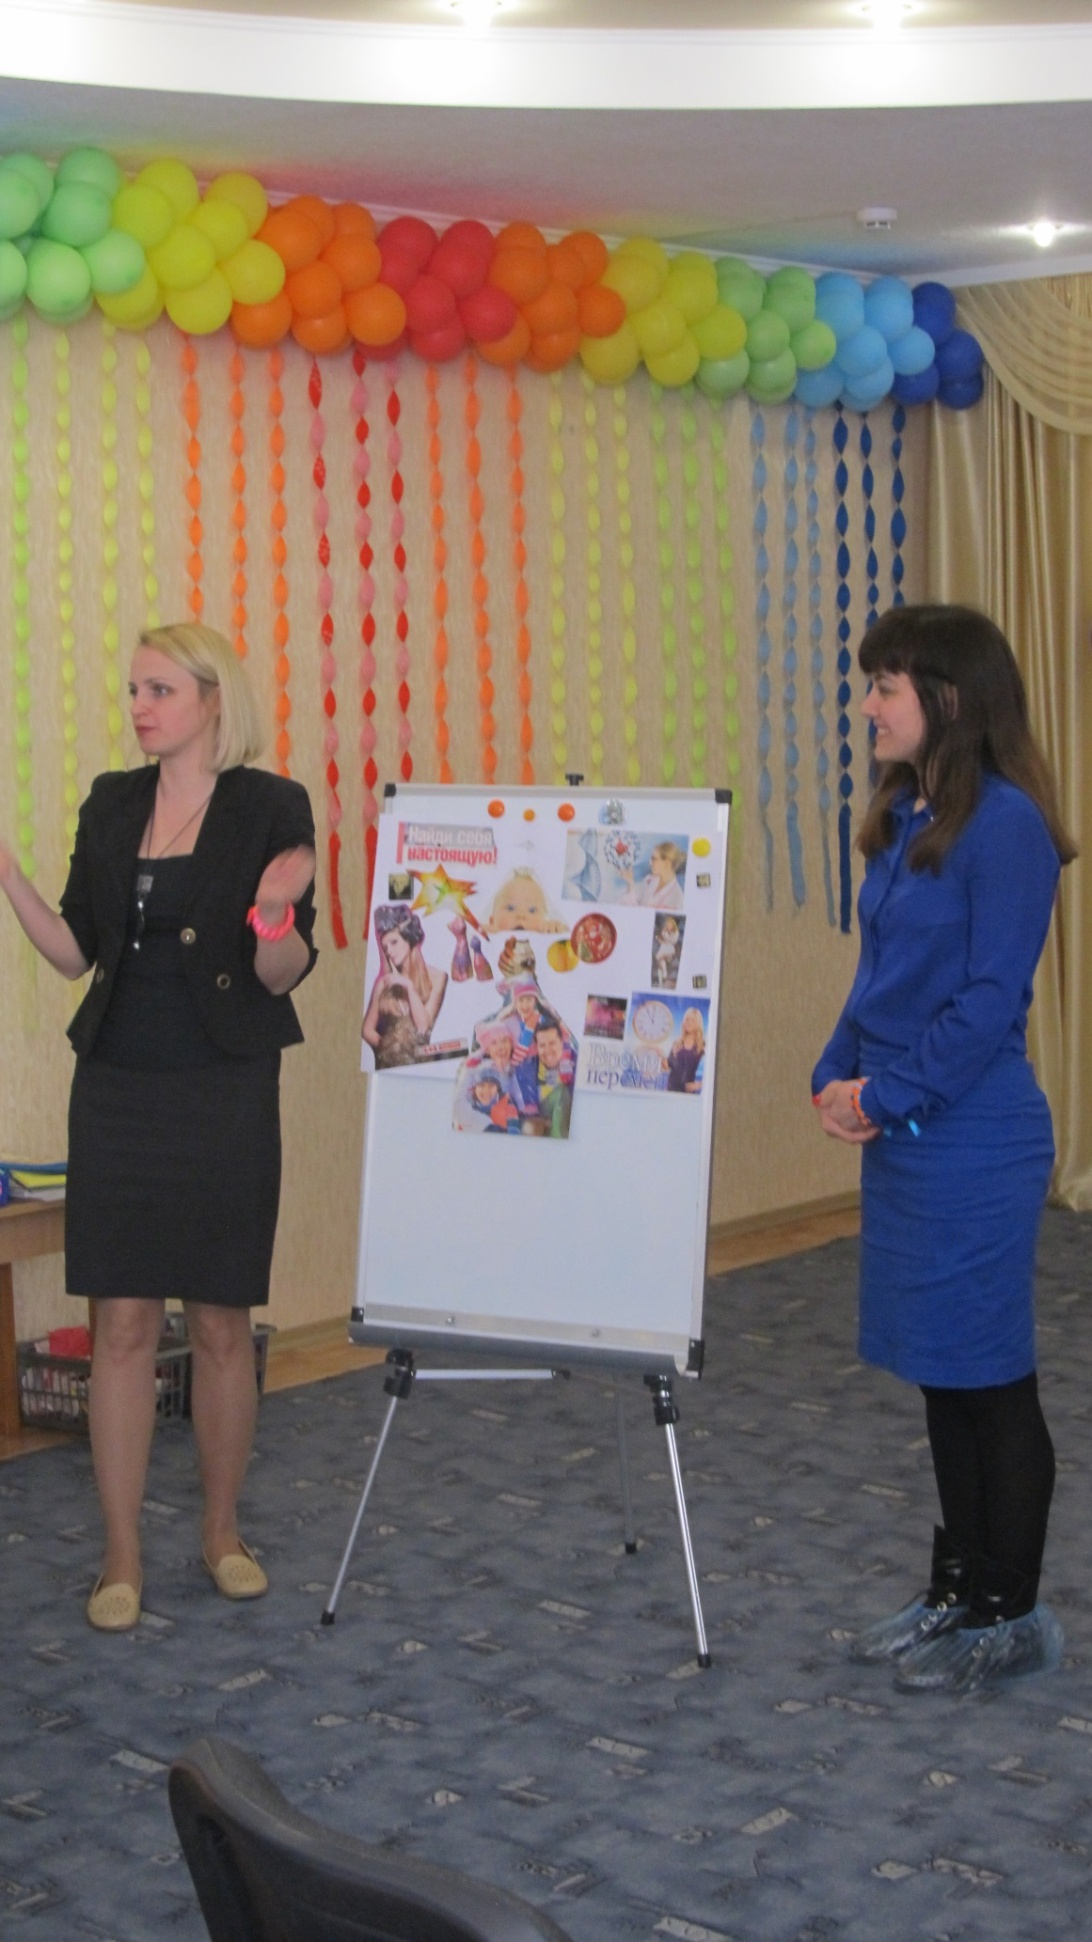 Найди себя
настоящую!
Время
перемен